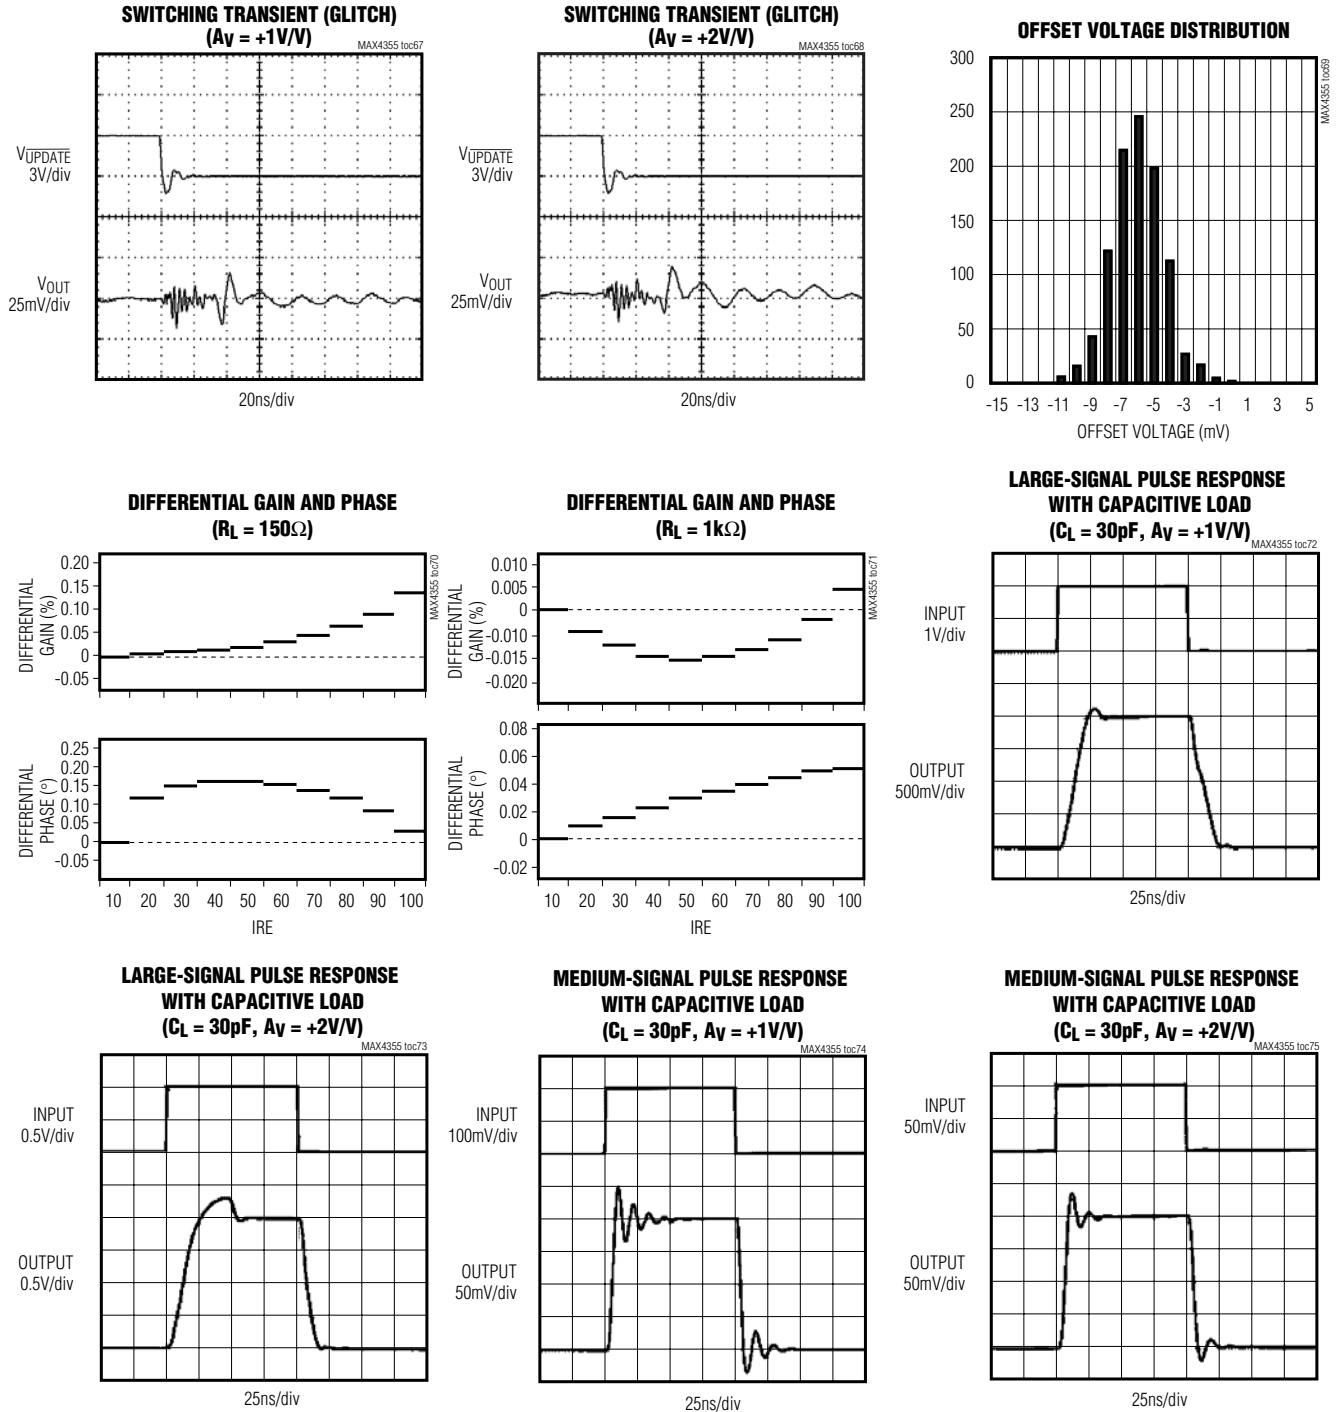 SWITCHING TRANSIENT (GLITCH)
(AV = +1V/V)
MAX4355 toc67
VUPDATE
3V/div
VOUT
25mV/div
20ns/div
SWITCHING TRANSIENT (GLITCH)
(AV = +2V/V)
MAX4355 toc68
VUPDATE
3V/div
VOUT
25mV/div
20ns/div
OFFSET VOLTAGE DISTRIBUTION
MAX4355 toc69
300
250
200
150
100
50
0
-15 -13 -11 -9 -7 -5 -3 -1 1 3 5
OFFSET VOLTAGE (mV)
DIFFERENTIAL GAIN AND PHASE
(RL = 150Ω)
MAX4355 toc70
DIFFERENTIAL
GAIN (%)
0.20
0.15
0.10
0.05
0
-0.05
DIFFERENTIAL
PHASE (°)
0.25
0.20
0.15
0.10
0.05
0
-0.05
10 20 30 40 50 60 70 80 90 100
IRE
DIFFERENTIAL GAIN AND PHASE
(RL = 1kΩ)
MAX4355 toc71
DIFFERENTIAL
GAIN (%)
0.010
0.005
0
-0.010
-0.015
-0.020
DIFFERENTIAL
PHASE (°)
0.08
0.06
0.04
0.02
0
-0.02
10 20 30 40 50 60 70 80 90 100
IRE
LARGE-SIGNAL PULSE RESPONSE
WITH CAPACITIVE LOAD
(CL = 30pF, AV = +1V/V)
MAX4355 toc72
INPUT
1V/div
OUTPUT
500mV/div
25ns/div
LARGE-SIGNAL PULSE RESPONSE
WITH CAPACITIVE LOAD
(CL = 30pF, AV = +2V/V)
MAX4355 toc73
INPUT
0.5V/div
OUTPUT
0.5V/div
25ns/div
MEDIUM-SIGNAL PULSE RESPONSE
WITH CAPACITIVE LOAD
(CL = 30pF, AV = +1V/V)
MAX4355 toc74
INPUT
100mV/div
OUTPUT
50mV/div
25ns/div
MEDIUM-SIGNAL PULSE RESPONSE
WITH CAPACITIVE LOAD
(CL = 30pF, AV = +2V/V)
MAX4355 toc75
INPUT
50mV/div
OUTPUT
50mV/div
25ns/div